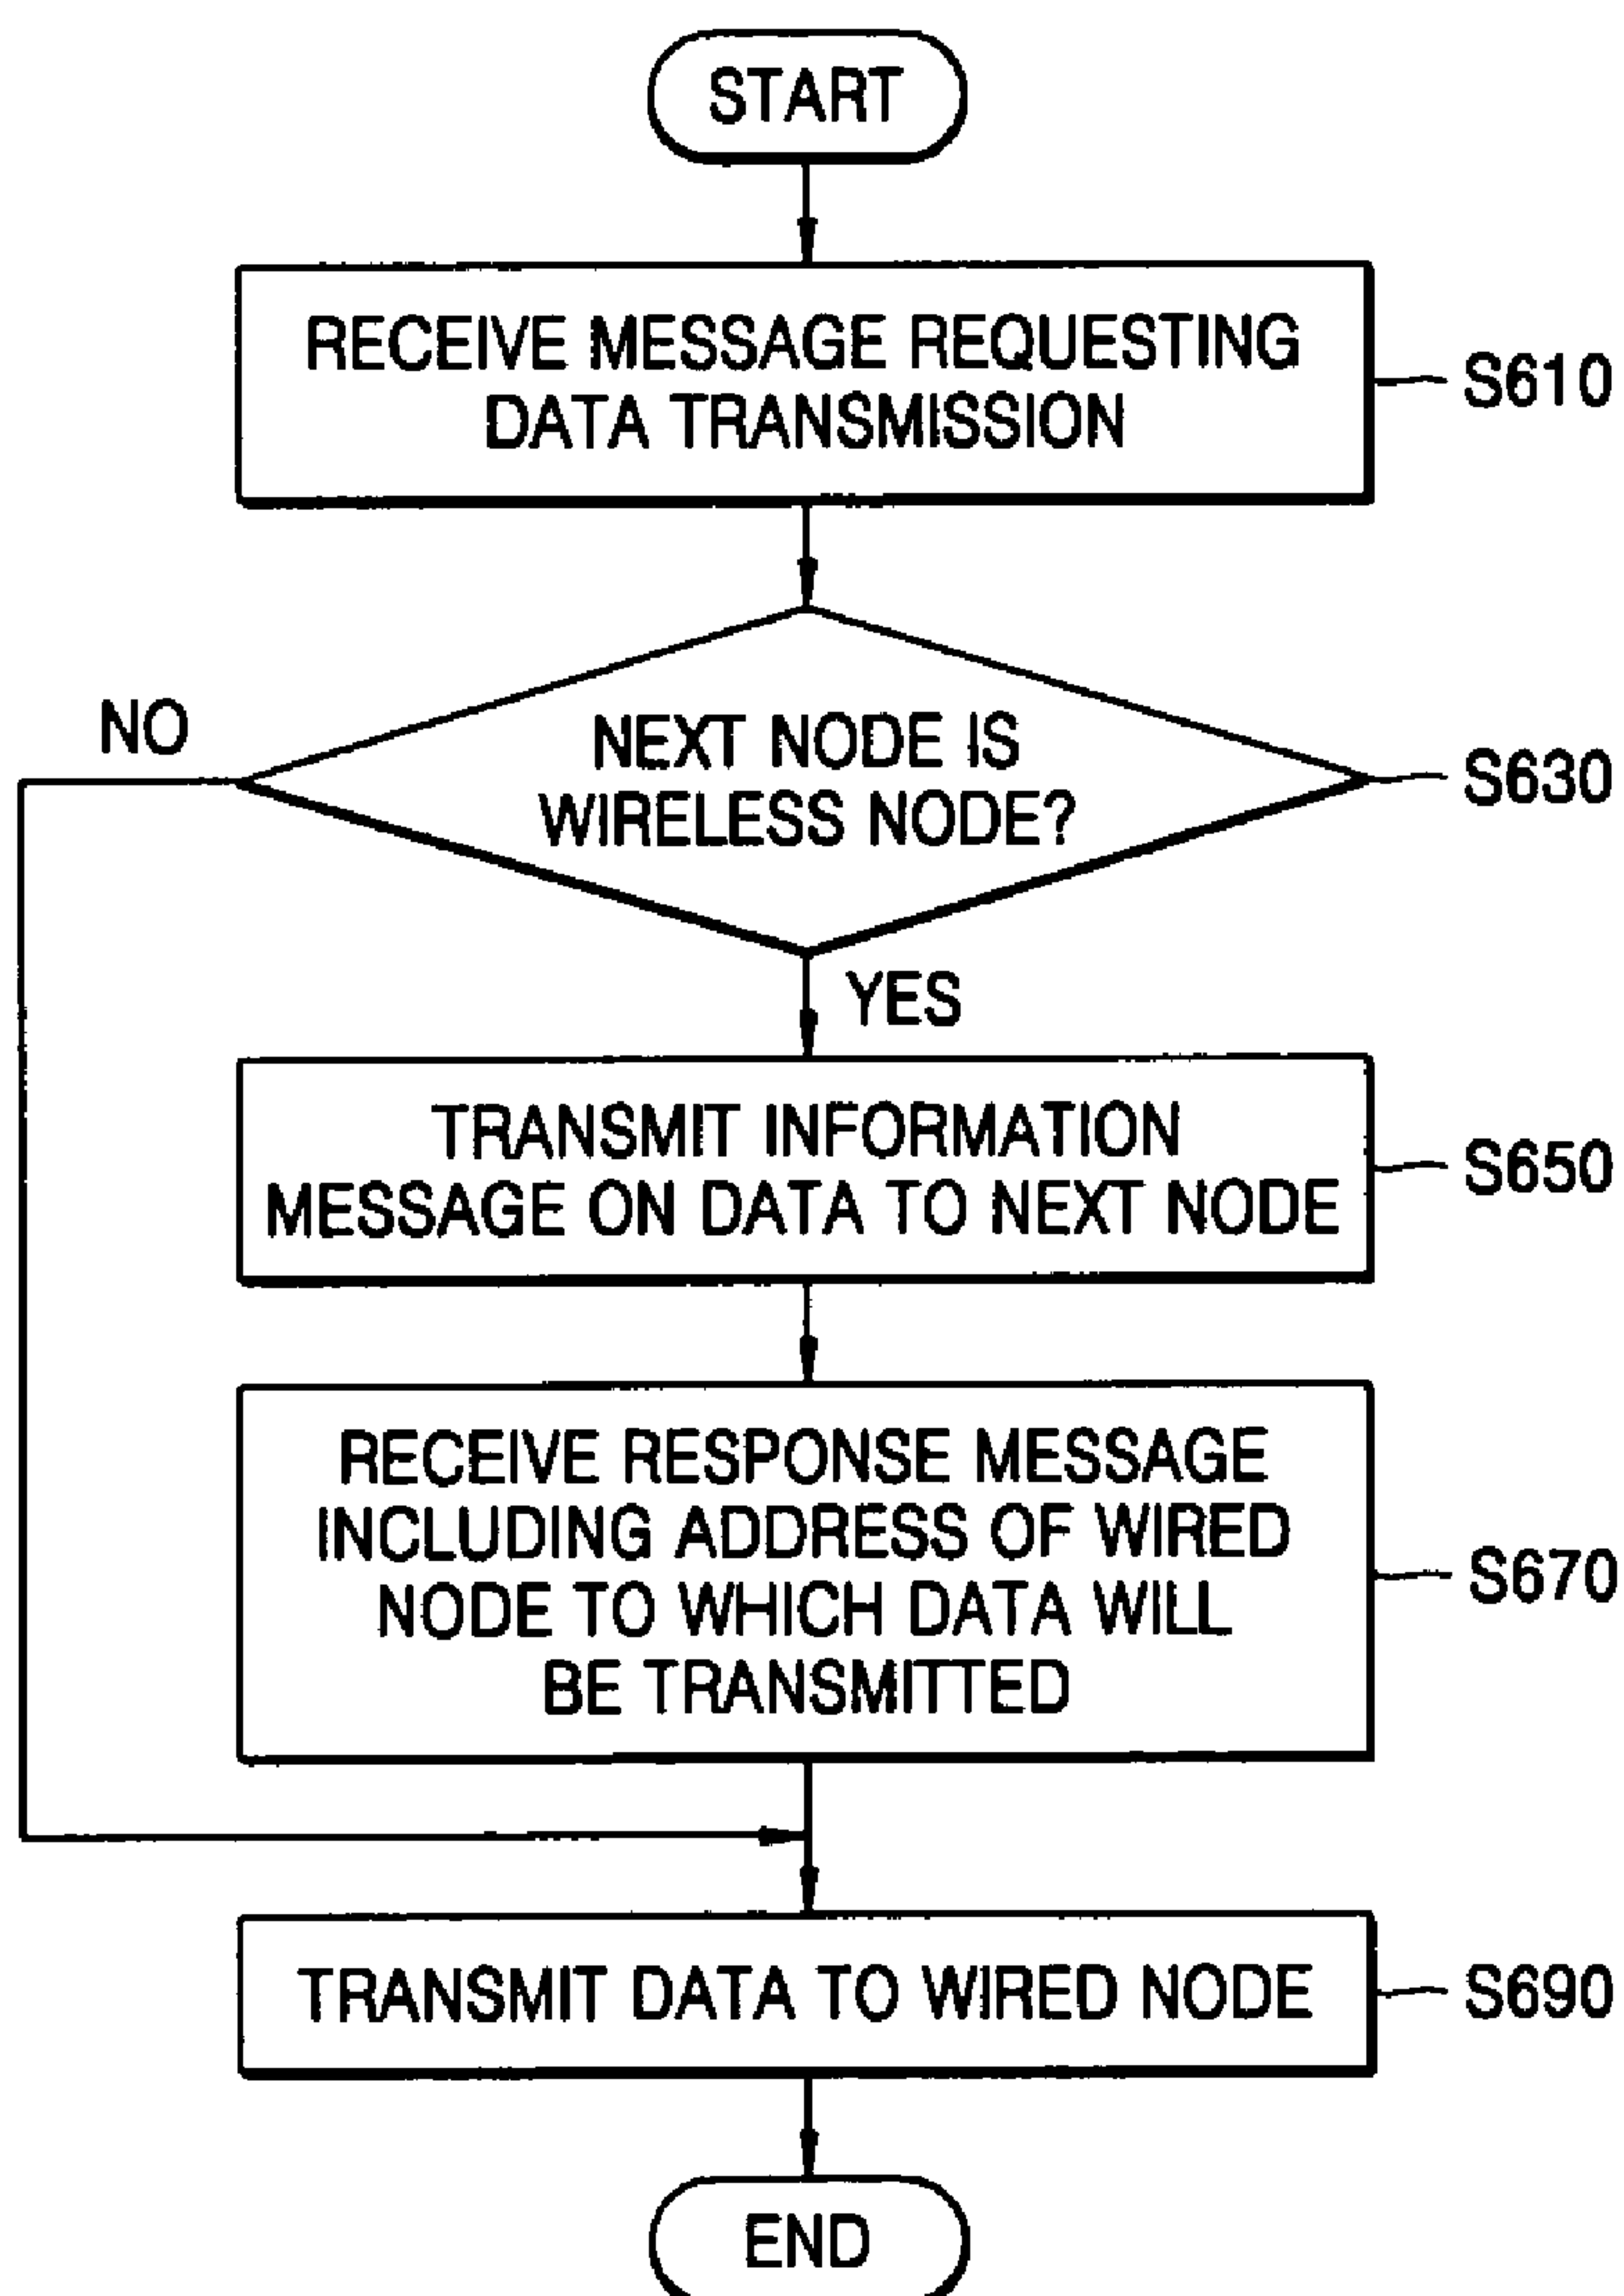 START
RECEIVE MESSAGE REQUESTING
DATA TRANSMISSION
S610
NO
NEXT NODE IS
WIRELESS NODE?
S630
YES
TRANSMIT INFORMATION
MESSAGE ON DATA TO NEXT NODE
S650
RECEIVE RESPONSE MESSAGE
INCLUDING ADDRESS OF WIRED
NODE TO WHICH DATA WILL
BE TRANSMITTED
S670
TRANSMIT DATA TO WIRED NODE
S690
END